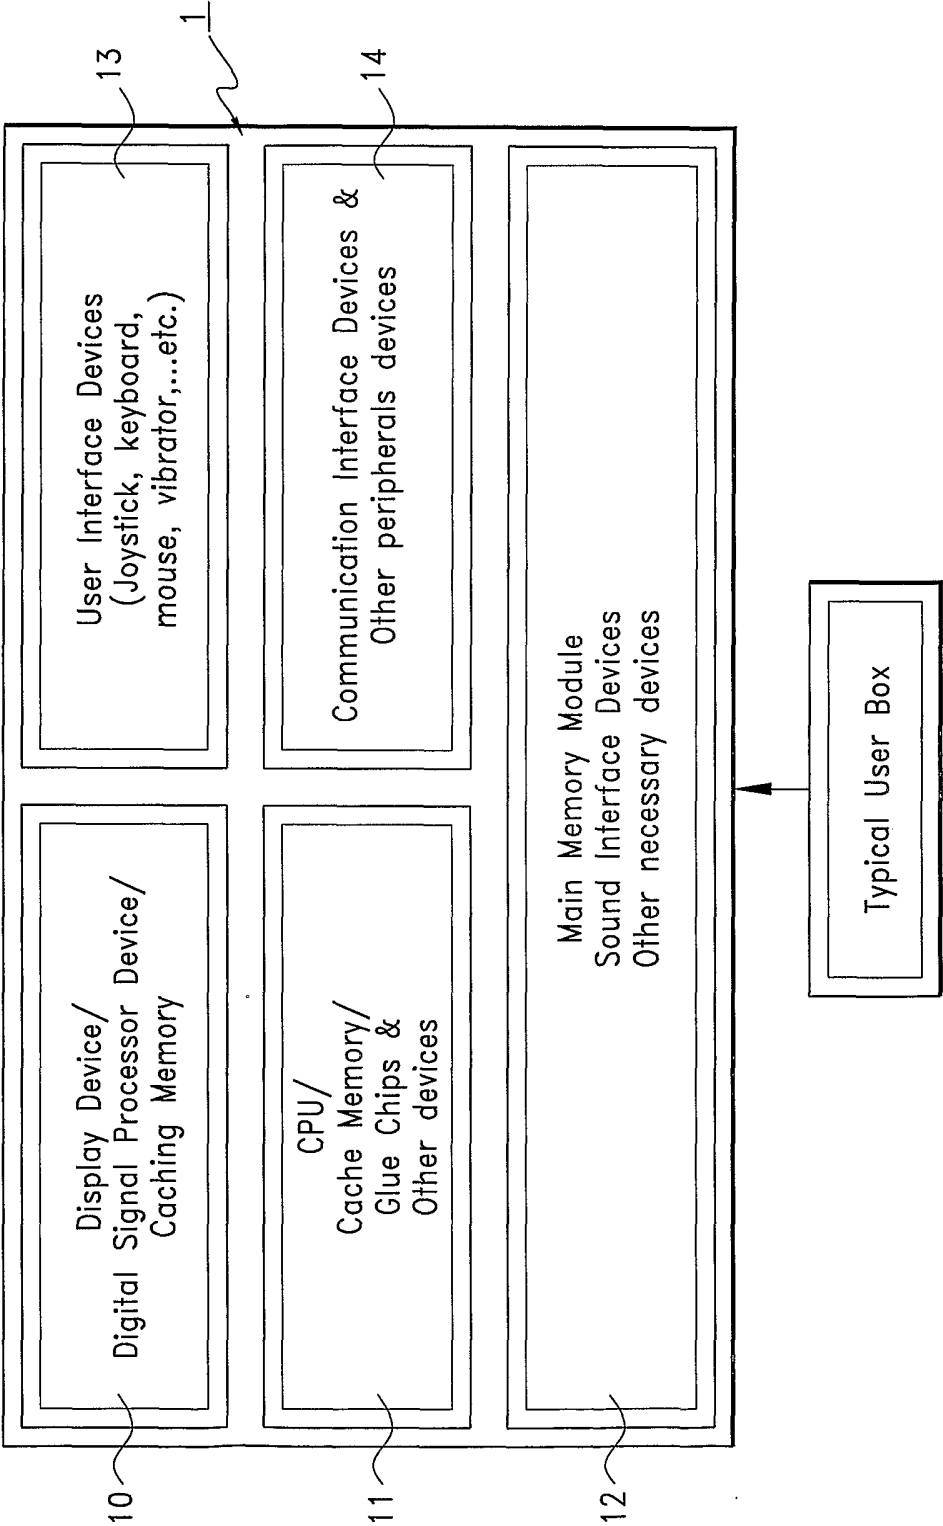 1
10
Display Device/
Digital Signal Processor Device/
Caching Memory
13
User Interface Devices
(Joystick, keyboard,
mouse, vibrator,...etc.)
11
CPU/
Cache Memory/
Glue Chips &
Other devices
14
Communication Interface Devices &
Other peripherals devices
12
Main Memory Module
Sound Interface Devices
Other necessary devices
Typical User Box